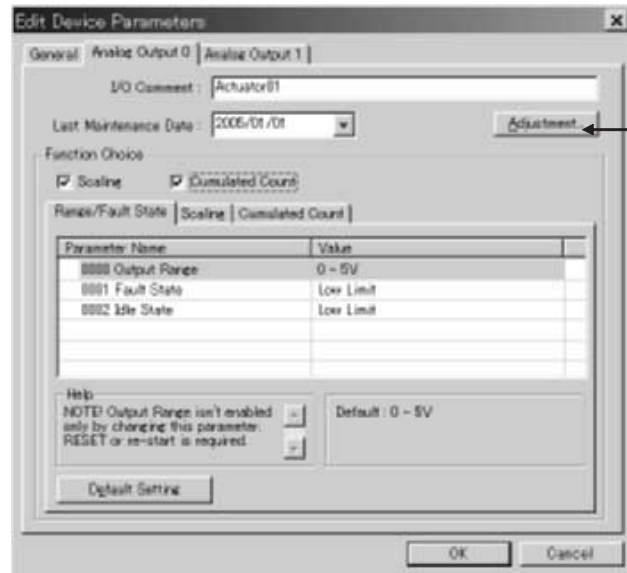 Edit Device Parameters
General Analog Output 0 Analog Output 1
I/O Comment : Actuator01
Last Maintenance Date : 2005/01/01 Adjustment...
Function Choice
Scaling Cumulated Count
Range/Fault State Scaling Cumulated Count
Parameter Name Value
0000 Output Range 0 - 5V
0001 Fault State Low Limit
0002 Idle State Low Limit
Help
NOTE! Output Range isn't enabled
only by changing this parameter.
RESET or re-start is required.
Default : 0 - 5V
Default Setting
OK Cancel